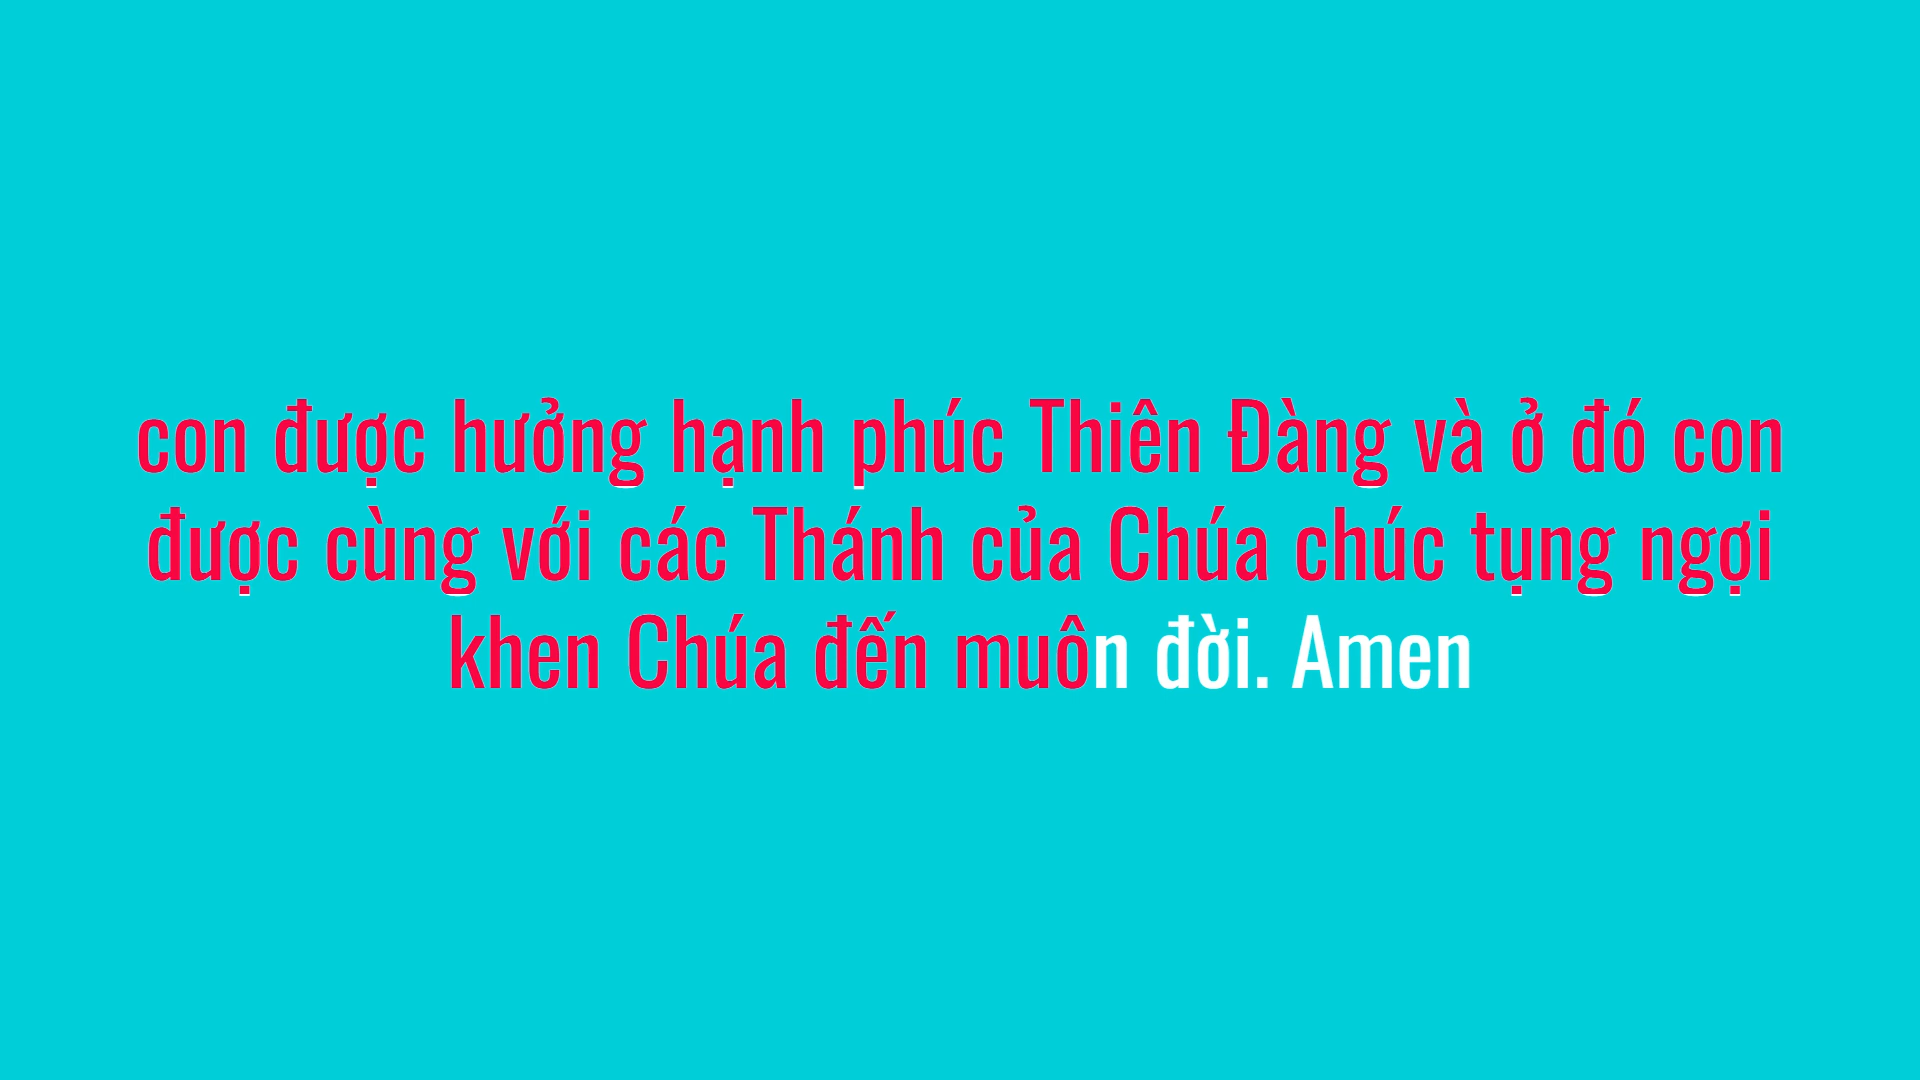 con được hưởng hạnh phúc Thiên Đàng và ở đó con
được cùng với các Thánh của Chúa chúc tụng ngợi
khen Chúa đến muôn đời. Amen